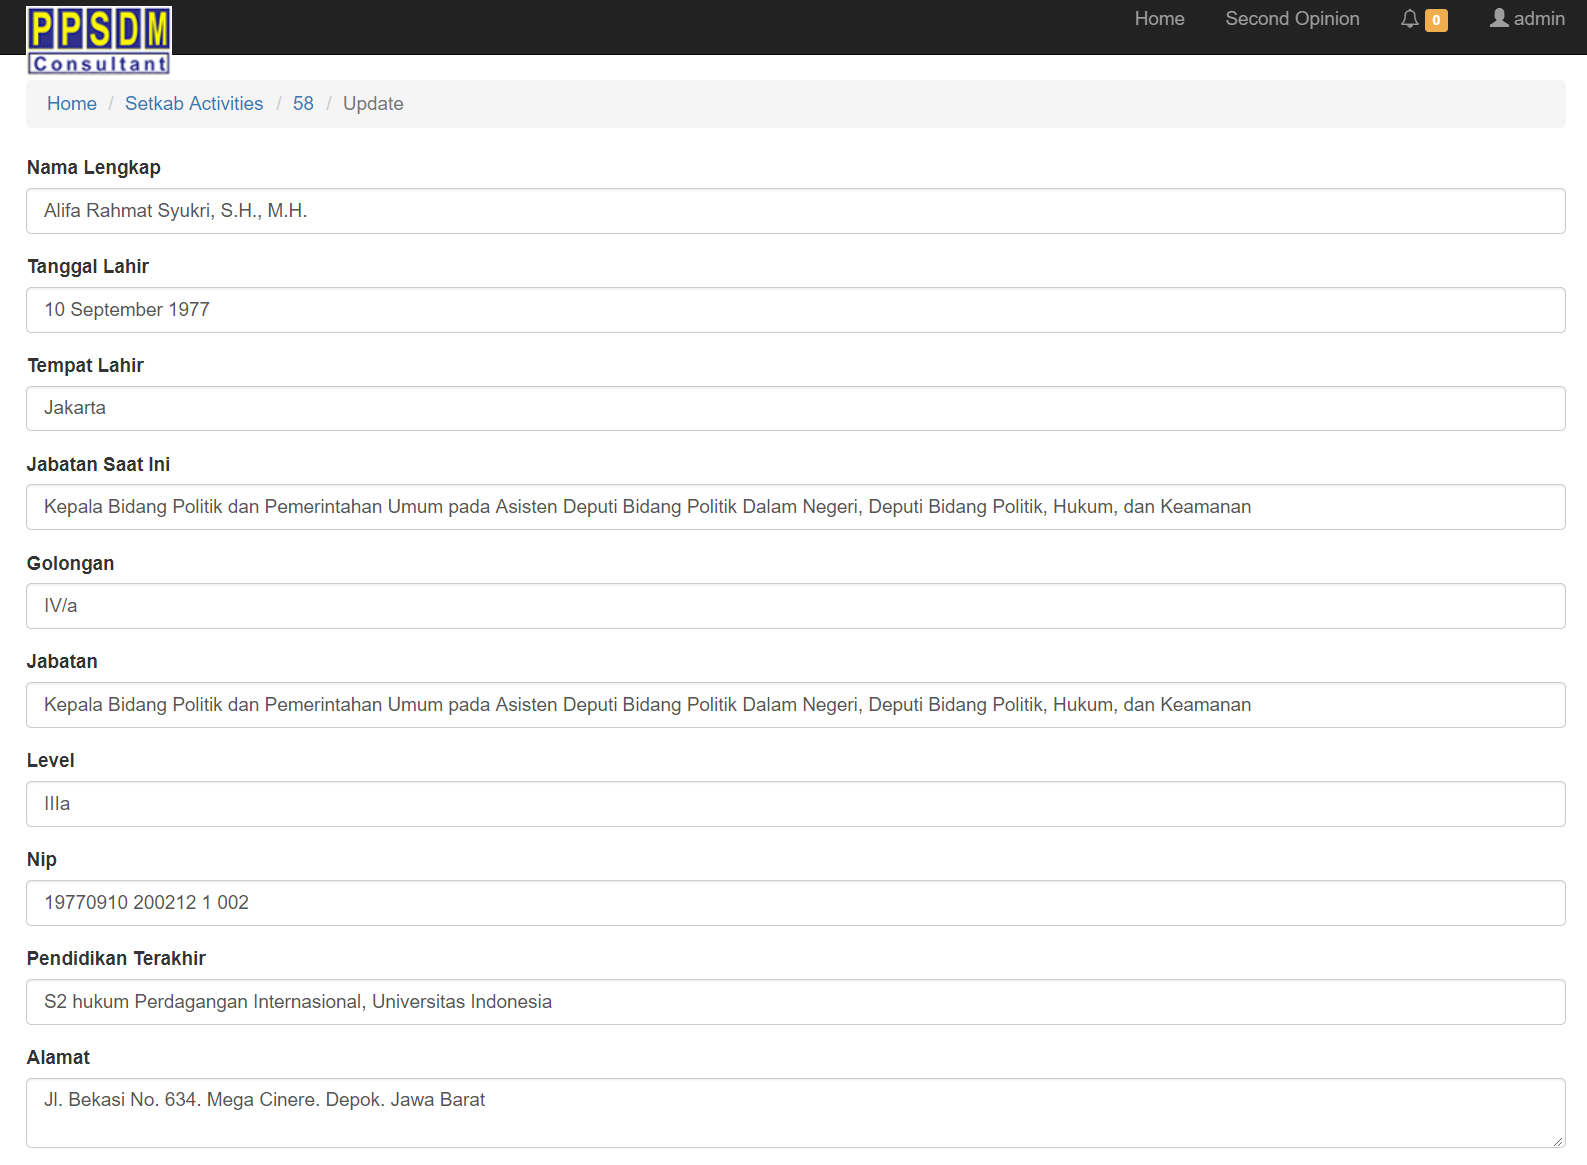 PPSDM
Consultant
Home Second Opinion 0 admin
Home / Setkab Activities / 58 / Update
Nama Lengkap
Alifa Rahmat Syukri, S.H., M.H.
Tanggal Lahir
10 September 1977
Tempat Lahir
Jakarta
Jabatan Saat Ini
Kepala Bidang Politik dan Pemerintahan Umum pada Asisten Deputi Bidang Politik Dalam Negeri, Deputi Bidang Politik, Hukum, dan Keamanan
Golongan
IV/a
Jabatan
Kepala Bidang Politik dan Pemerintahan Umum pada Asisten Deputi Bidang Politik Dalam Negeri, Deputi Bidang Politik, Hukum, dan Keamanan
Level
IIIa
Nip
19770910 200212 1 002
Pendidikan Terakhir
S2 hukum Perdagangan Internasional, Universitas Indonesia
Alamat
Jl. Bekasi No. 634. Mega Cinere. Depok. Jawa Barat